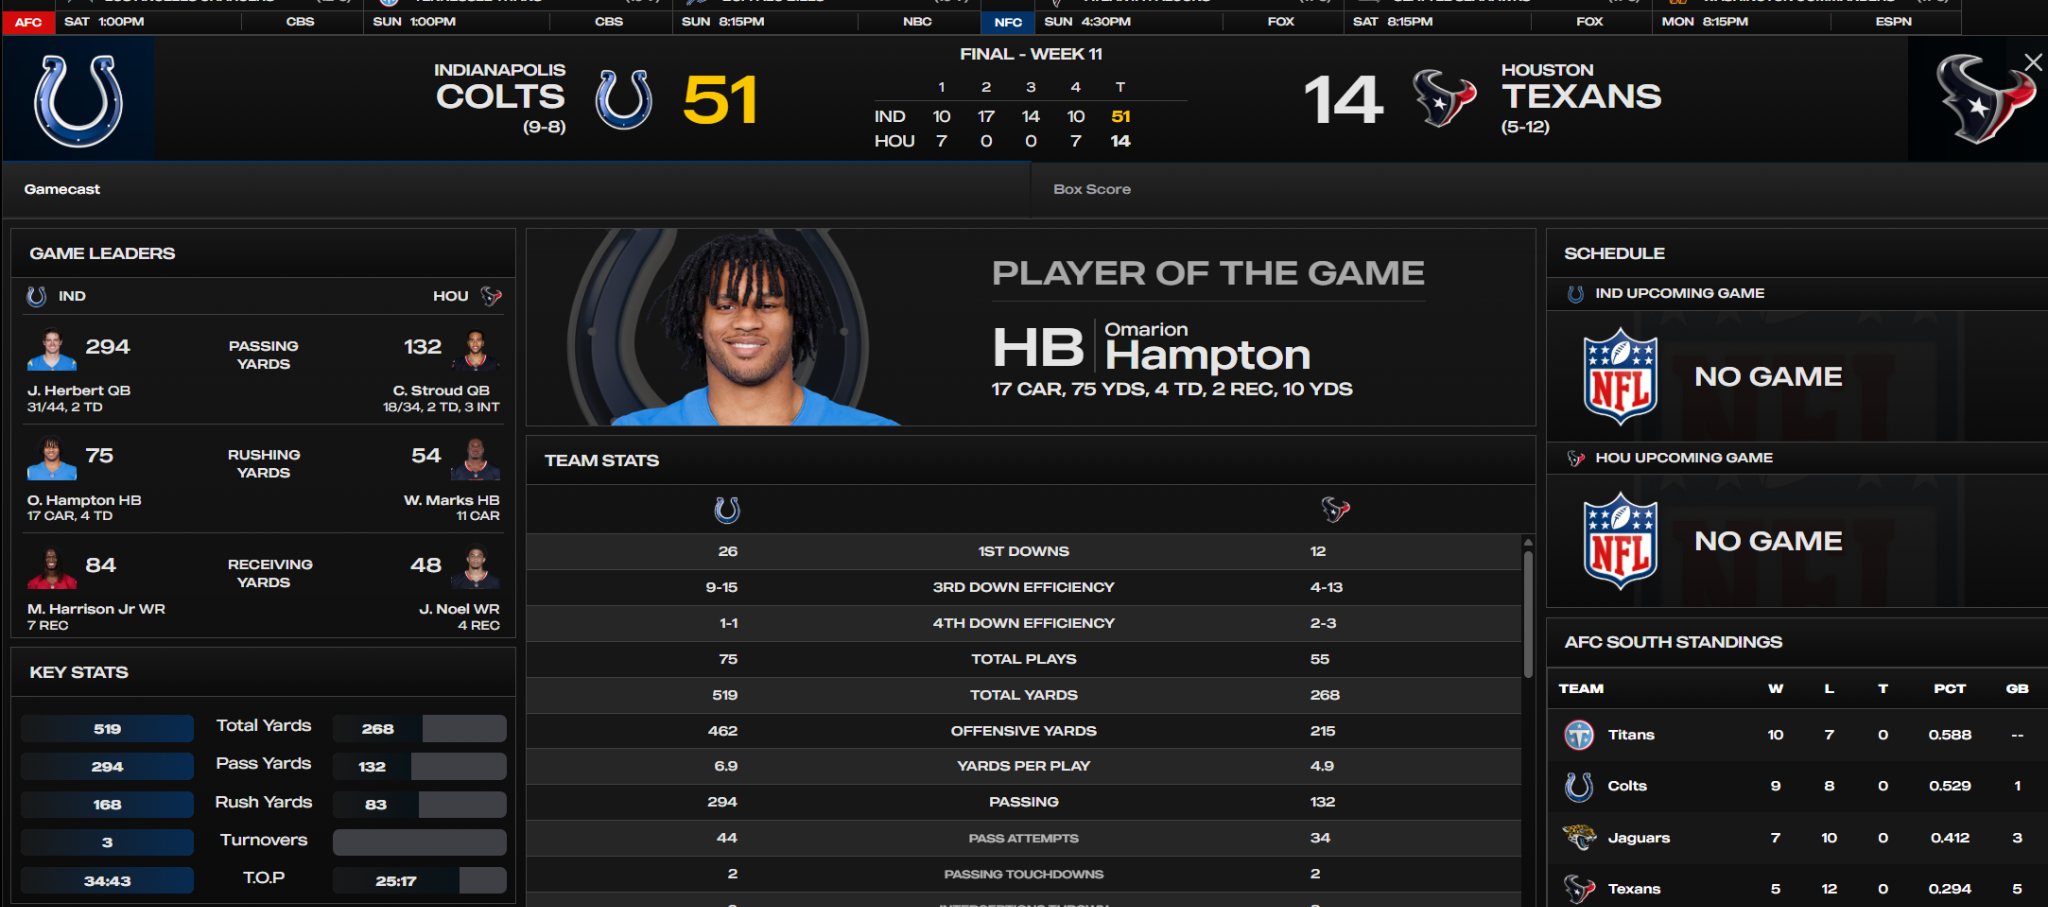 AFC SAT 1:00PM CBS SUN 1:00PM CBS SUN 8:15PM NBC NFC SUN 4:30PM FOX SAT 8:15PM FOX MON 8:15PM ESPN
INDIANAPOLIS
COLTS
(9-8)
51
FINAL - WEEK 11
1 2 3 4 T
IND 10 17 14 10 51
HOU 7 0 0 7 14
14
HOUSTON
TEXANS
(5-12)
Gamecast
Box Score
GAME LEADERS
IND HOU
294 PASSING YARDS 132
J. Herbert QB C. Stroud QB
31/44, 2 TD 18/34, 2 TD, 3 INT
75 RUSHING YARDS 54
O. Hampton HB W. Marks HB
17 CAR, 4 TD 11 CAR
84 RECEIVING YARDS 48
M. Harrison Jr WR J. Noel WR
7 REC 4 REC
KEY STATS
519 Total Yards 268
294 Pass Yards 132
168 Rush Yards 83
3 Turnovers
34:43 T.O.P 25:17
PLAYER OF THE GAME
HB
Omarion
Hampton
17 CAR, 75 YDS, 4 TD, 2 REC, 10 YDS
TEAM STATS
26 1ST DOWNS 12
9-15 3RD DOWN EFFICIENCY 4-13
1-1 4TH DOWN EFFICIENCY 2-3
75 TOTAL PLAYS 55
519 TOTAL YARDS 268
462 OFFENSIVE YARDS 215
6.9 YARDS PER PLAY 4.9
294 PASSING 132
44 PASS ATTEMPTS 34
2 PASSING TOUCHDOWNS 2
SCHEDULE
IND UPCOMING GAME
NFL
NO GAME
HOU UPCOMING GAME
NFL
NO GAME
AFC SOUTH STANDINGS
TEAM W L T PCT GB
Titans 10 7 0 0.588 --
Colts 9 8 0 0.529 1
Jaguars 7 10 0 0.412 3
Texans 5 12 0 0.294 5